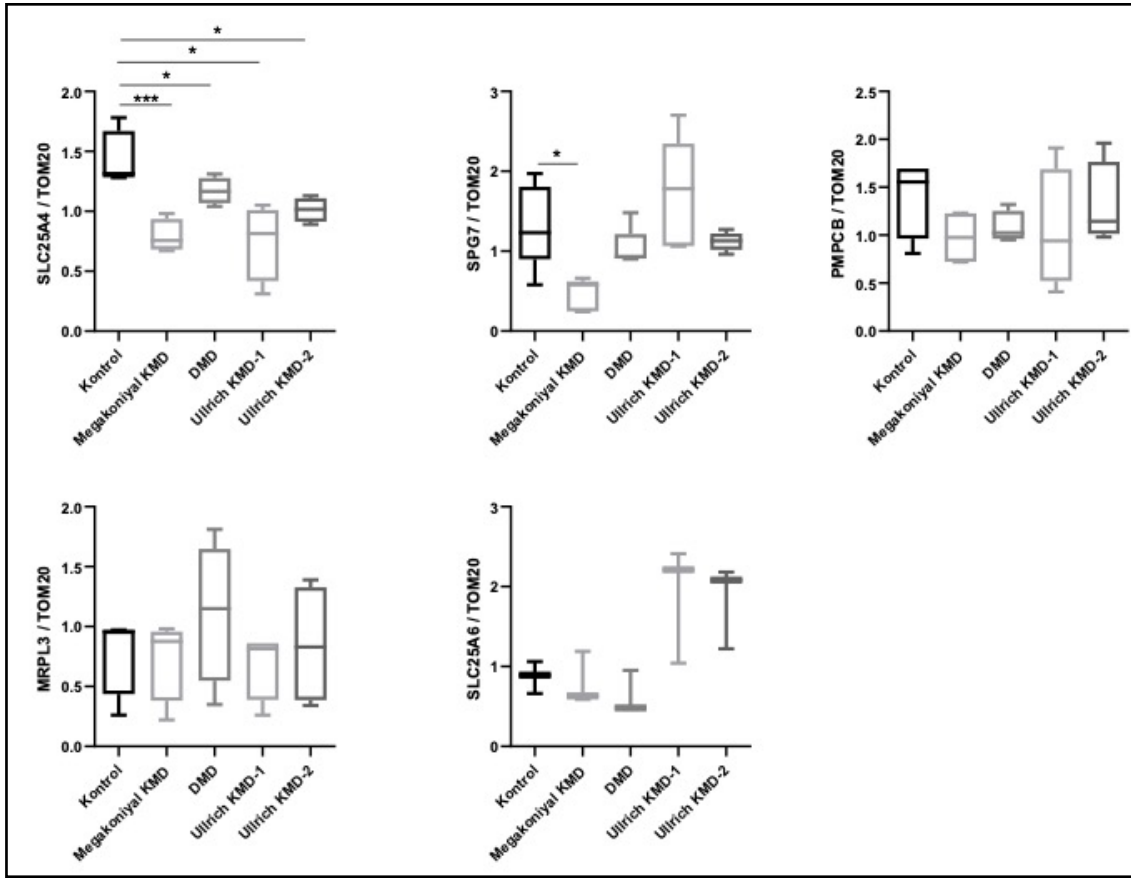 *
*
*
***
SLC25A4 / TOM20
2.0
1.5
1.0
0.5
0.0
Kontrol
Megakoniyal KMD
DMD
Ullrich KMD-1
Ullrich KMD-2
*
SPG7 / TOM20
3
2
1
0
Kontrol
Megakoniyal KMD
DMD
Ullrich KMD-1
Ullrich KMD-2
PMPCB / TOM20
2.5
2.0
1.5
1.0
0.5
0.0
Kontrol
Megakoniyal KMD
DMD
Ullrich KMD-1
Ullrich KMD-2
MRPL3 / TOM20
2.0
1.5
1.0
0.5
0.0
Kontrol
Megakoniyal KMD
DMD
Ullrich KMD-1
Ullrich KMD-2
SLC25A6 / TOM20
3
2
1
0
Kontrol
Megakoniyal KMD
DMD
Ullrich KMD-1
Ullrich KMD-2